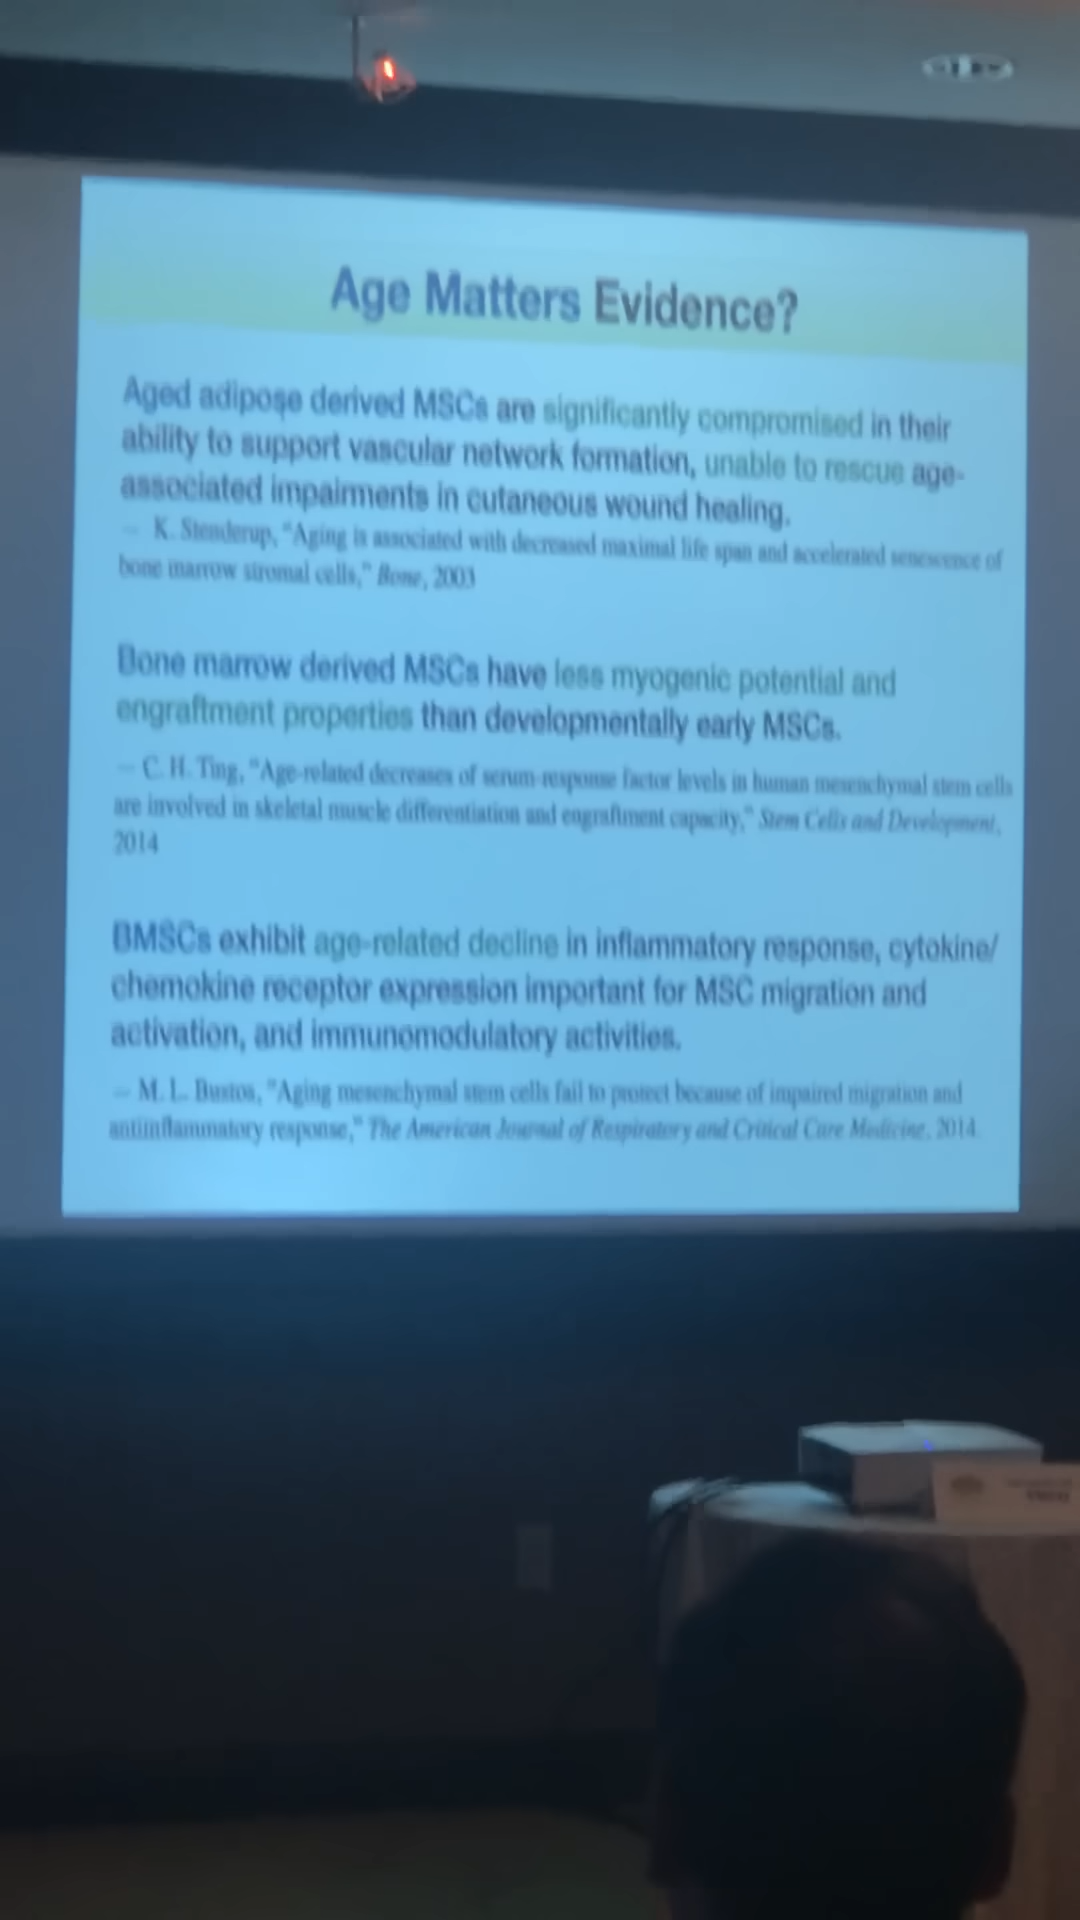 Age Matters Evidence?
Aged adipose derived MSCs are significantly compromised in their
ability to support vascular network formation, unable to rescue age-
associated impairments in cutaneous wound healing.
– K. Stenderup, "Aging is associated with decreased maximal life span and accelerated senescence of
bone marrow stromal cells," Bone, 2003
Bone marrow derived MSCs have less myogenic potential and
engraftment properties than developmentally early MSCs.
– C. H. Ting, "Age-related decreases of serum-response factor levels in human mesenchymal stem cells
are involved in skeletal muscle differentiation and engraftment capacity," Stem Cells and Development,
2014
BMSCs exhibit age-related decline in inflammatory response, cytokine/
chemokine receptor expression important for MSC migration and
activation, and immunomodulatory activities.
– M. L. Bustos, "Aging mesenchymal stem cells fail to protect because of impaired migration and
antiinflammatory response," The American Journal of Respiratory and Critical Care Medicine, 2014